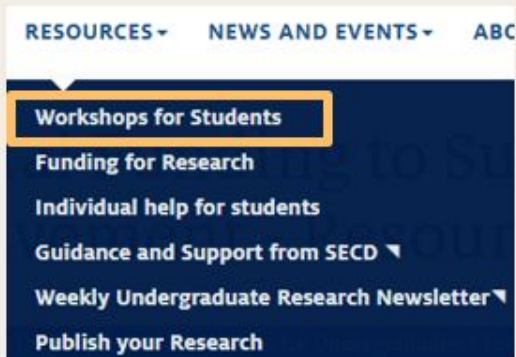 RESOURCES NEWS AND EVENTS ABC
Workshops for Students
Funding for Research
Individual help for students
Guidance and Support from SECD
Weekly Undergraduate Research Newsletter
Publish your Research